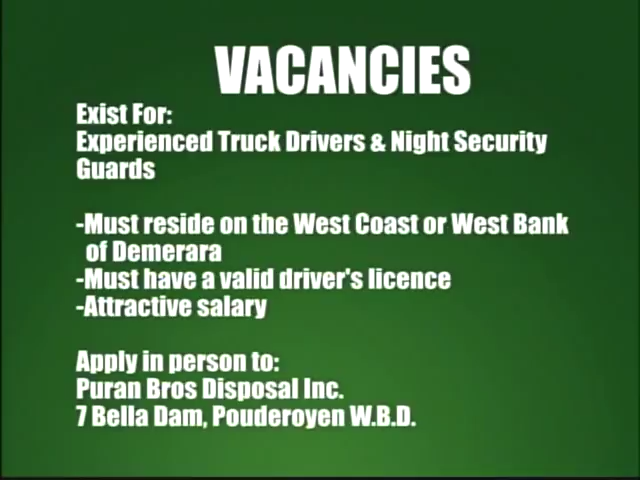 VACANCIES
Exist For:
Experienced Truck Drivers & Night Security
Guards
-Must reside on the West Coast or West Bank
of Demerara
-Must have a valid driver's licence
-Attractive salary
Apply in person to:
Puran Bros Disposal Inc.
7 Bella Dam, Pouderoyen W.B.D.